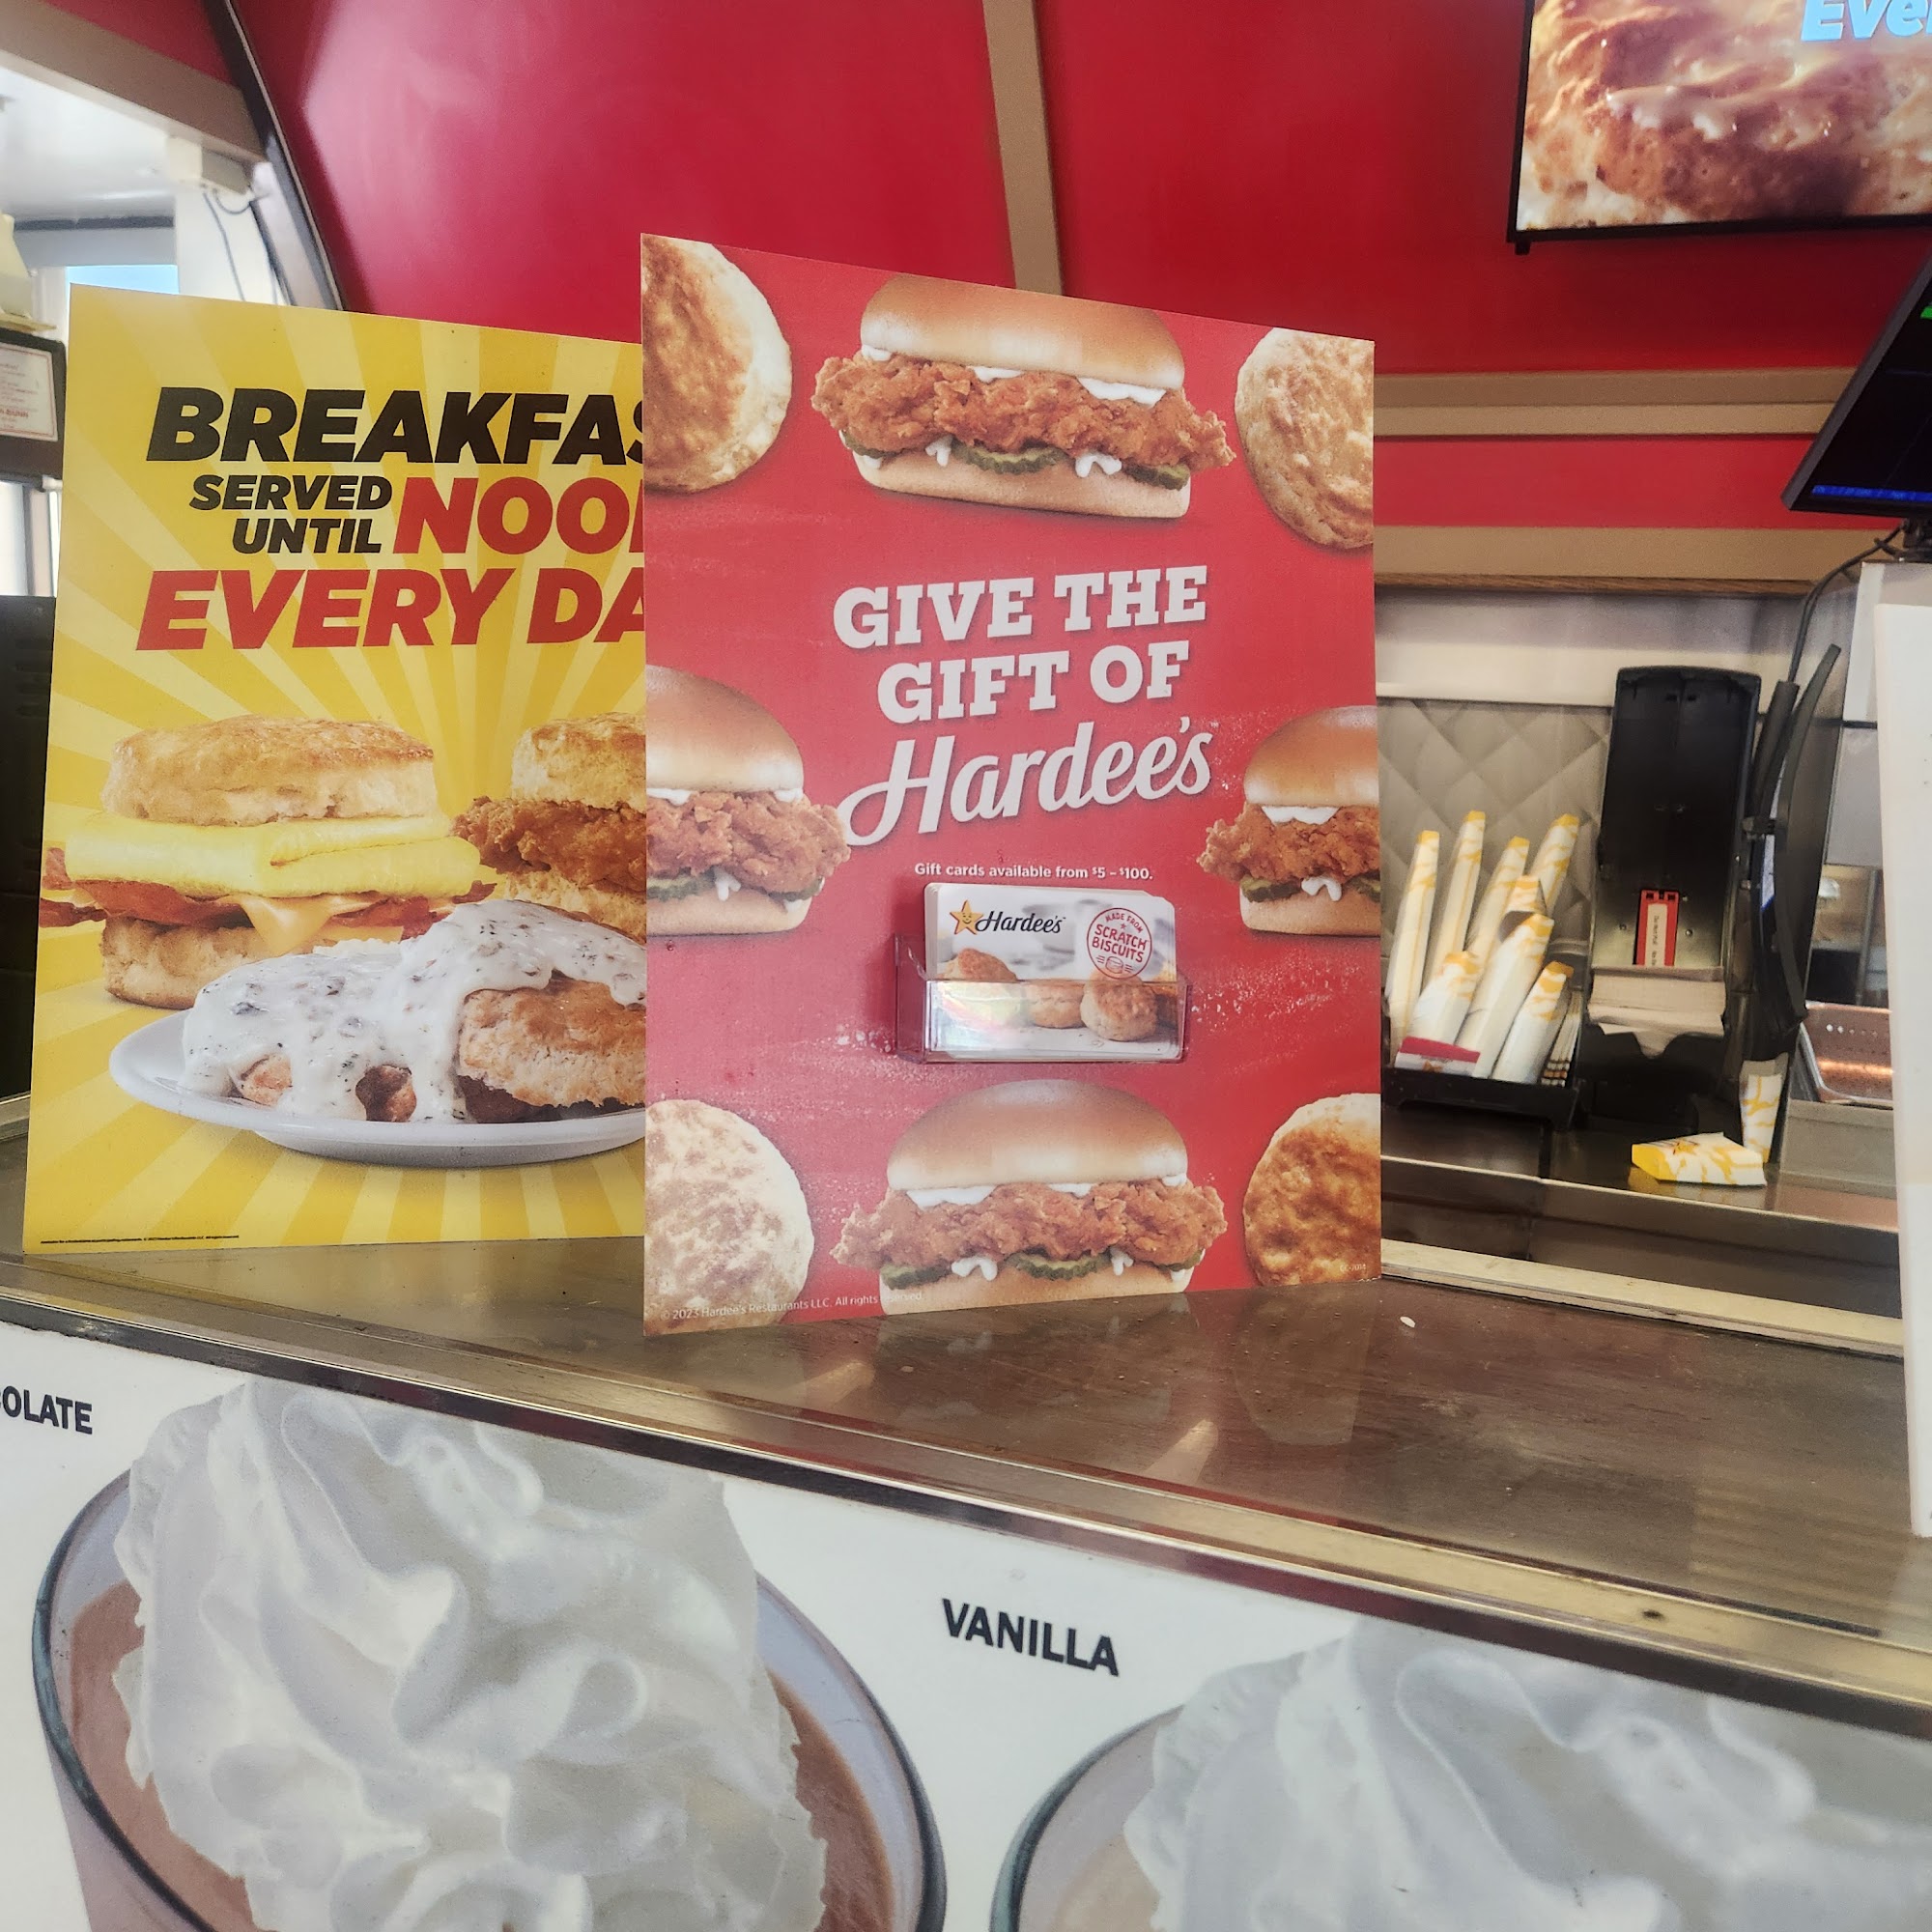 Eve
BREAKFAS
SERVED
UNTIL NOO
EVERY DA
GIVE THE
GIFT OF
Hardee's
Gift cards available from $5 – $100.
Hardee's
MADE FROM
SCRATCH
BISCUITS
© 2023 Hardee's Restaurants LLC. All rights reserved.
OLATE
VANILLA